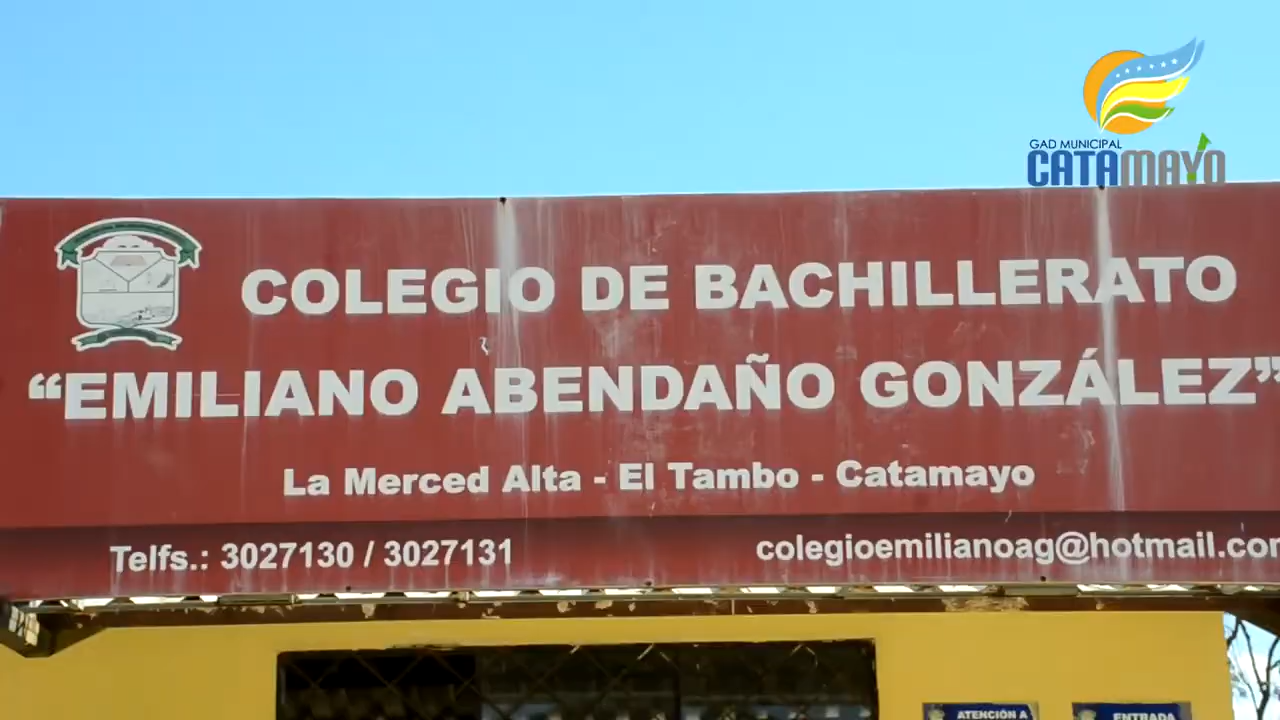 GAD MUNICIPAL
CATAMAYO
COLEGIO DE BACHILLERATO
“EMILIANO ABENDAÑO GONZÁLEZ”
La Merced Alta - El Tambo - Catamayo
Telfs.: 3027130 / 3027131
colegioemilianoag@hotmail.com
ATENCIÓN A
ENTRADA